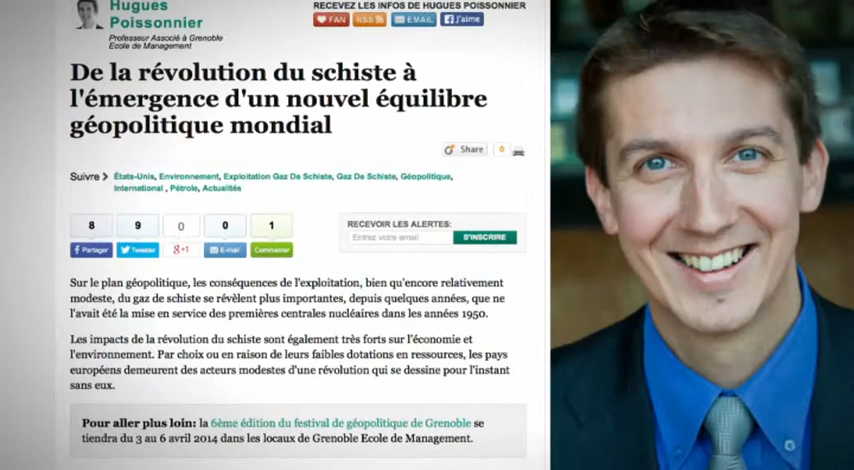 Hugues
Poissonnier
Professeur Associé à Grenoble
Ecole de Management
RECEVEZ LES INFOS DE HUGUES POISSONNIER
FAN RSS EMAIL J'aime
De la révolution du schiste à
l'émergence d'un nouvel équilibre
géopolitique mondial
Share 0
Suivre États-Unis, Environnement, Exploitation Gaz De Schiste, Gaz De Schiste, Géopolitique,
International , Pétrole, Actualités
8 9 0 0 1
Partager Tweeter g+1 E-mail Commenter
RECEVOIR LES ALERTES:
Entrez votre email S'INSCRIRE
Sur le plan géopolitique, les conséquences de l'exploitation, bien qu'encore relativement
modeste, du gaz de schiste se révèlent plus importantes, depuis quelques années, que ne
l'avait été la mise en service des premières centrales nucléaires dans les années 1950.
Les impacts de la révolution du schiste sont également très forts sur l'économie et
l'environnement. Par choix ou en raison de leurs faibles dotations en ressources, les pays
européens demeurent des acteurs modestes d'une révolution qui se dessine pour l'instant
sans eux.
Pour aller plus loin: la 6ème édition du festival de géopolitique de Grenoble se
tiendra du 3 au 6 avril 2014 dans les locaux de Grenoble Ecole de Management.